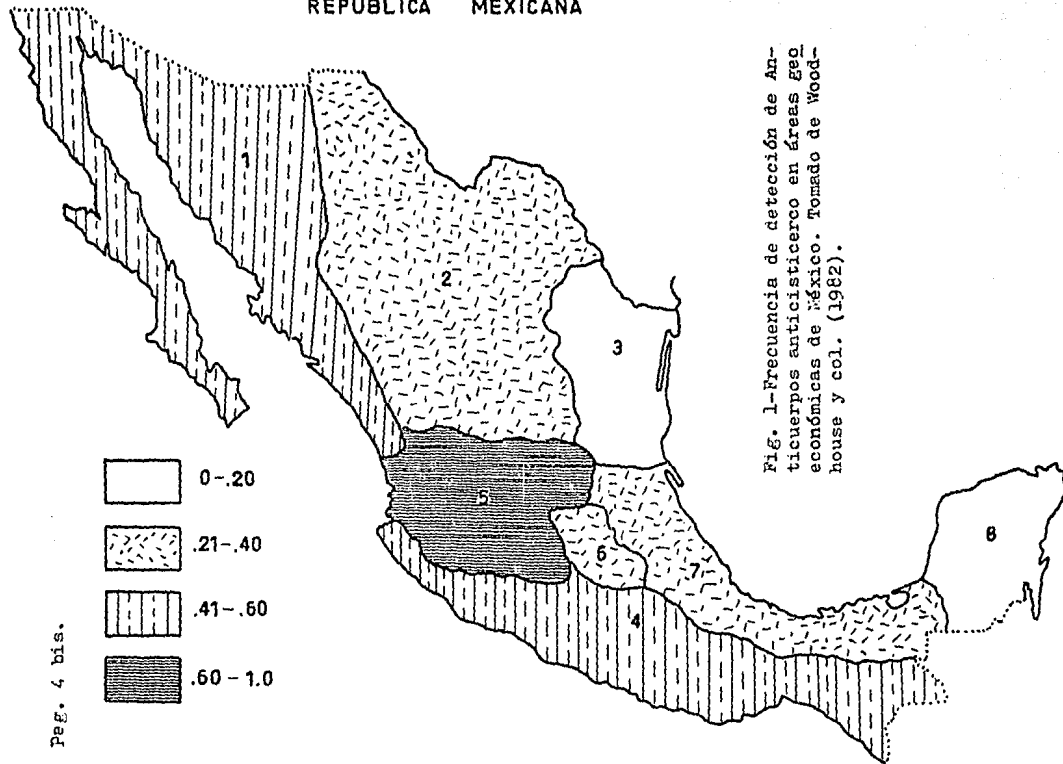 REPUBLICA MEXICANA
1
2
3
5
6
7
4
8
0-.20
.21-.40
.41-.60
.60-1.0
Fig. 1-Frecuencia de detección de An-
ticuerpos anticisticerco en áreas geo
económicas de México. Tomado de Wood-
house y col. (1982).
Pag. 4 bis.